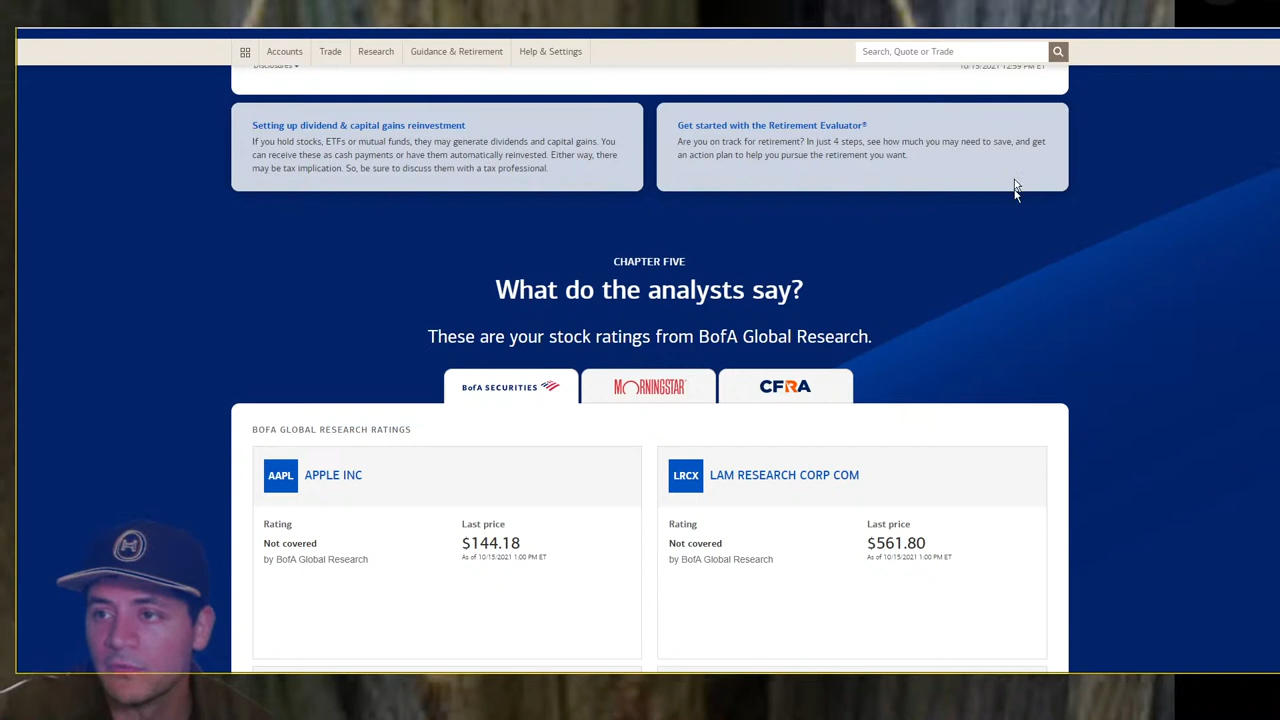 Accounts
Trade
Research
Guidance & Retirement
Help & Settings
Search, Quote or Trade
Disclosures
10/15/2021 12:59 PM ET
Setting up dividend & capital gains reinvestment
If you hold stocks, ETFs or mutual funds, they may generate dividends and capital gains. You
can receive these as cash payments or have them automatically reinvested. Either way, there
may be tax implication. So, be sure to discuss them with a tax professional.
Get started with the Retirement Evaluator®
Are you on track for retirement? In just 4 steps, see how much you may need to save, and get
an action plan to help you pursue the retirement you want.
CHAPTER FIVE
What do the analysts say?
These are your stock ratings from BofA Global Research.
BofA SECURITIES
MORNINGSTAR
CFRA
BOFA GLOBAL RESEARCH RATINGS
AAPL
APPLE INC
Rating
Not covered
by BofA Global Research
Last price
$144.18
As of 10/15/2021 1:00 PM ET
LRCX
LAM RESEARCH CORP COM
Rating
Not covered
by BofA Global Research
Last price
$561.80
As of 10/15/2021 1:00 PM ET